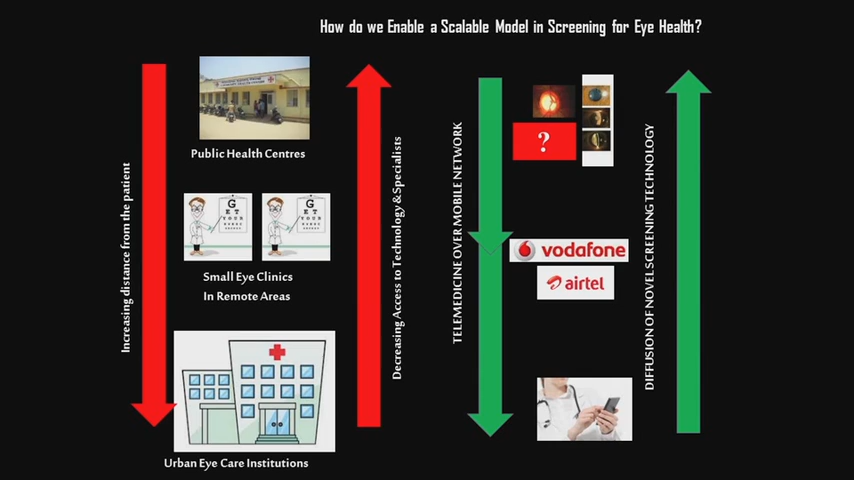 How do we Enable a Scalable Model in Screening for Eye Health?
Increasing distance from the patient
Public Health Centres
G
E T
Small Eye Clinics
In Remote Areas
G
E T
Urban Eye Care Institutions
Decreasing Access to Technology & Specialists
TELEMEDICINE OVER MOBILE NETWORK
?
vodafone
airtel
DIFFUSION OF NOVEL SCREENING TECHNOLOGY